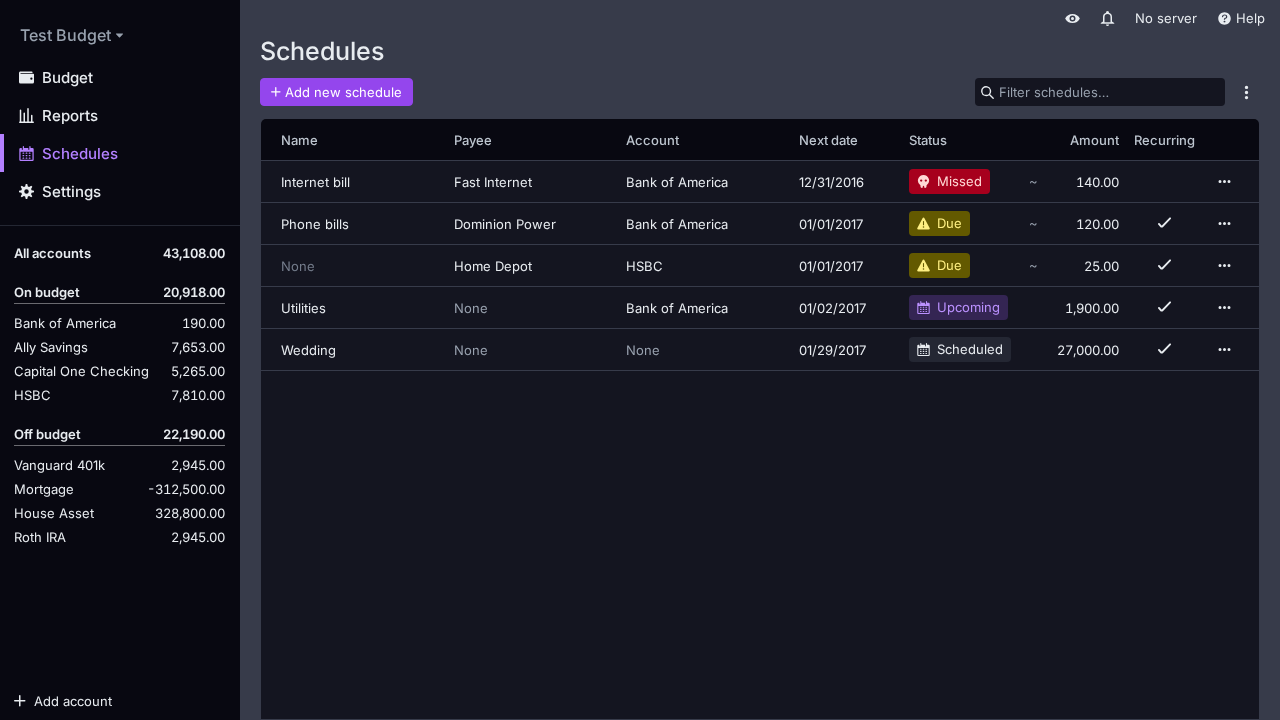 Test Budget
Budget
Reports
Schedules
Settings
All accounts 43,108.00
On budget 20,918.00
Bank of America 190.00
Ally Savings 7,653.00
Capital One Checking 5,265.00
HSBC 7,810.00
Off budget 22,190.00
Vanguard 401k 2,945.00
Mortgage -312,500.00
House Asset 328,800.00
Roth IRA 2,945.00
Add account
No server Help
Schedules
Add new schedule
Filter schedules...
Name Payee Account Next date Status Amount Recurring
Internet bill Fast Internet Bank of America 12/31/2016 Missed ~ 140.00
Phone bills Dominion Power Bank of America 01/01/2017 Due ~ 120.00
None Home Depot HSBC 01/01/2017 Due ~ 25.00
Utilities None Bank of America 01/02/2017 Upcoming 1,900.00
Wedding None None 01/29/2017 Scheduled 27,000.00